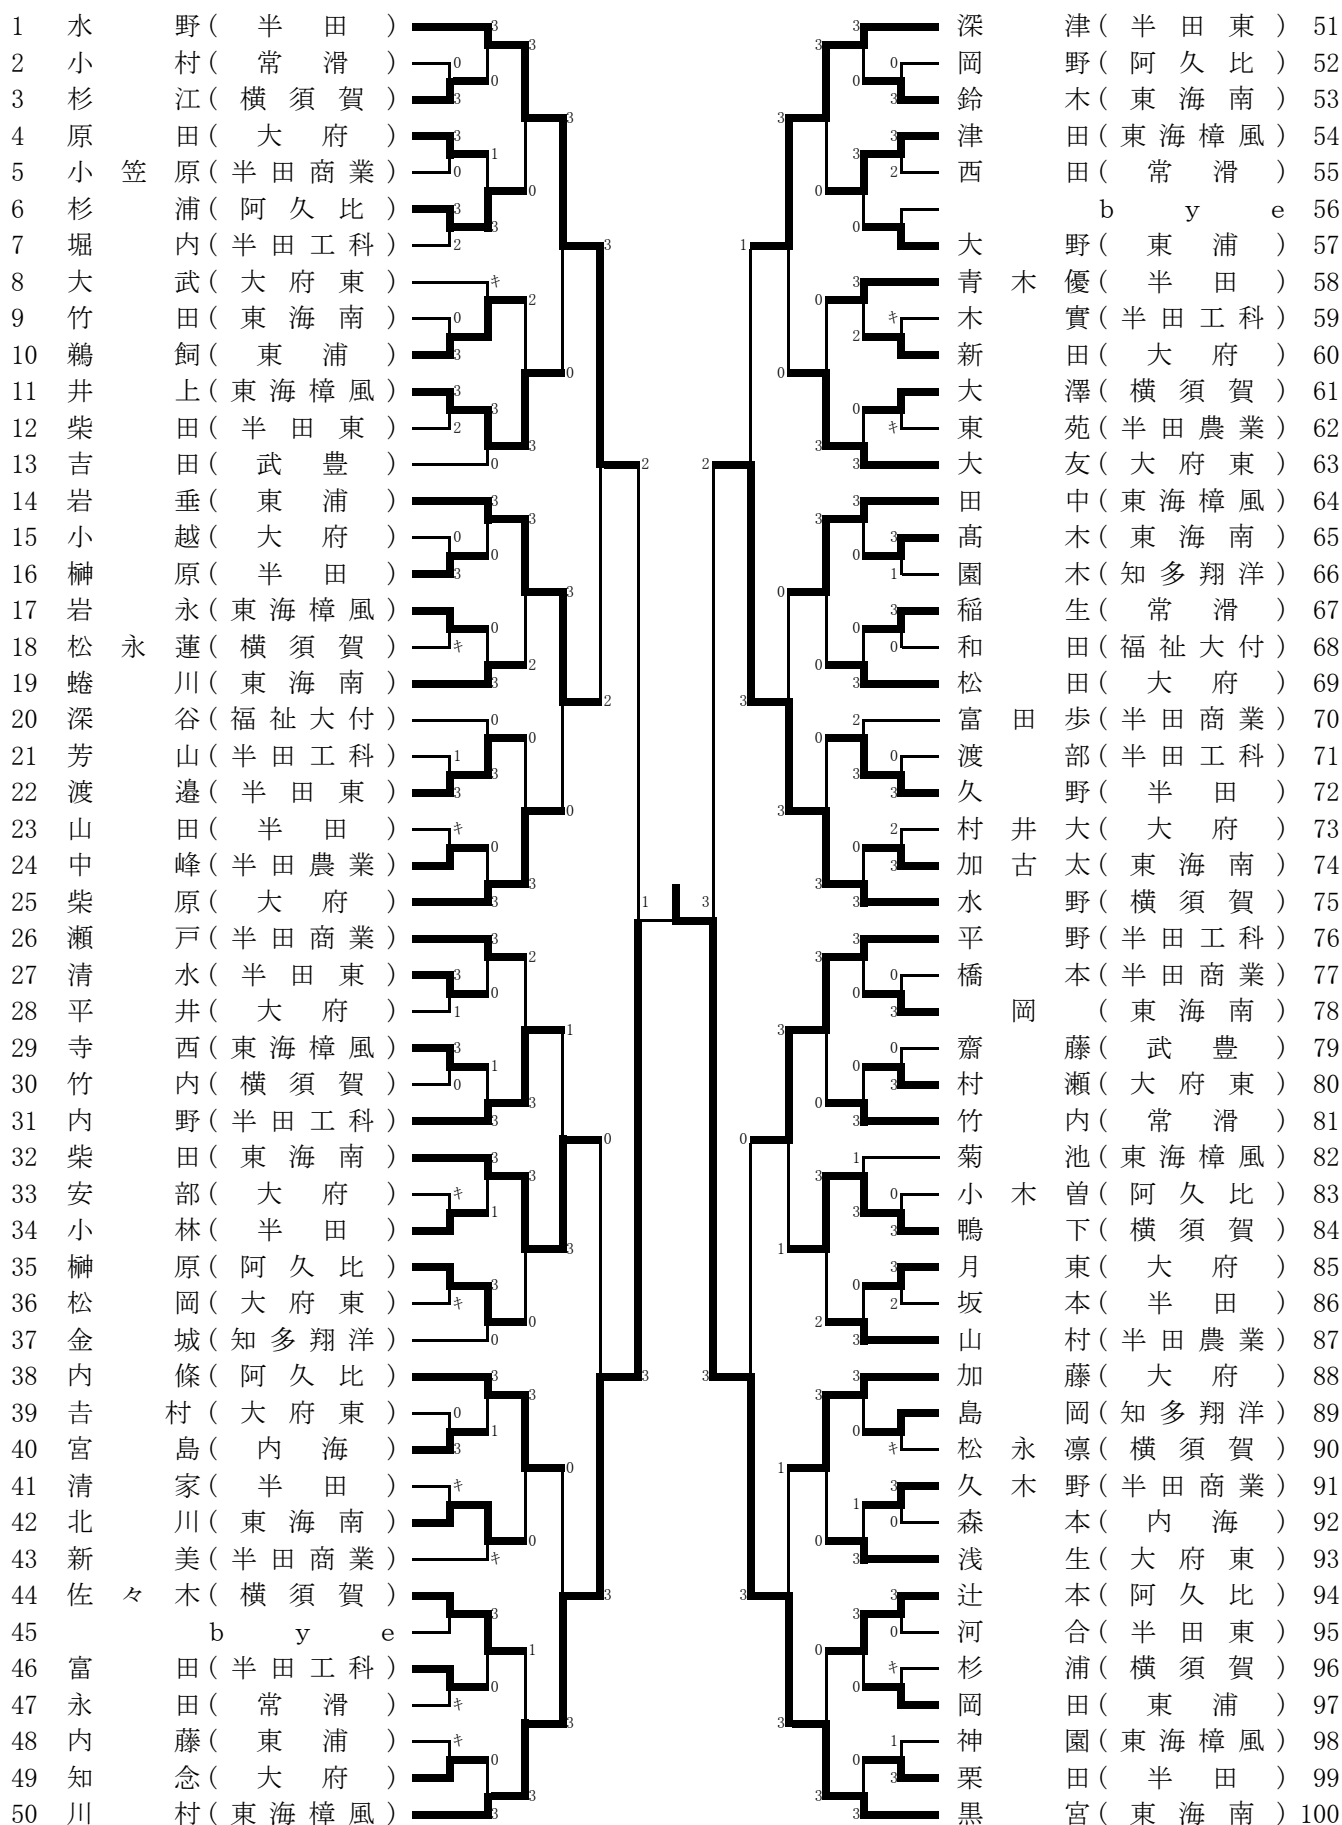 1 水野(半田)
2 小村(常滑)
3 杉江(横須賀)
4 原田(大府)
5 小笠原(半田商業)
6 杉浦(阿久比)
7 堀内(半田工科)
8 大武(大府東)
9 竹田(東海南)
10 鵜飼(東浦)
11 井上(東海樟風)
12 柴田(半田東)
13 吉田(武豊)
14 岩垂(東浦)
15 小越(大府)
16 榊原(半田)
17 岩永(東海樟風)
18 松永蓮(横須賀)
19 蜷川(東海南)
20 深谷(福祉大付)
21 芳山(半田工科)
22 渡邉(半田東)
23 山田(半田)
24 中峰(半田農業)
25 柴原(大府)
26 瀬戸(半田商業)
27 清水(半田東)
28 平井(大府)
29 寺西(東海樟風)
30 竹内(横須賀)
31 内野(半田工科)
32 柴田(東海南)
33 安部(大府)
34 小林(半田)
35 榊原(阿久比)
36 松岡(大府東)
37 金城(知多翔洋)
38 内條(阿久比)
39 𠮷村(大府東)
40 宮島(内海)
41 清家(半田)
42 北川(東海南)
43 新美(半田商業)
44 佐々木(横須賀)
45 bye
46 富田(半田工科)
47 永田(常滑)
48 内藤(東浦)
49 知念(大府)
50 川村(東海樟風)
深津(半田東) 51
岡野(阿久比) 52
鈴木(東海南) 53
津田(東海樟風) 54
西田(常滑) 55
bye 56
大野(東浦) 57
青木優(半田) 58
木實(半田工科) 59
新田(大府) 60
大澤(横須賀) 61
東苑(半田農業) 62
大友(大府東) 63
田中(東海樟風) 64
髙木(東海南) 65
園木(知多翔洋) 66
稲生(常滑) 67
和田(福祉大付) 68
松田(大府) 69
富田歩(半田商業) 70
渡部(半田工科) 71
久野(半田) 72
村井大(大府) 73
加古太(東海南) 74
水野(横須賀) 75
平野(半田工科) 76
橋本(半田商業) 77
岡(東海南) 78
齋藤(武豊) 79
村瀬(大府東) 80
竹内(常滑) 81
菊池(東海樟風) 82
小木曽(阿久比) 83
鴨下(横須賀) 84
月東(大府) 85
坂本(半田) 86
山村(半田農業) 87
加藤(大府) 88
島岡(知多翔洋) 89
松永凛(横須賀) 90
久木野(半田商業) 91
森本(内海) 92
浅生(大府東) 93
辻本(阿久比) 94
河合(半田東) 95
杉浦(横須賀) 96
岡田(東浦) 97
神園(東海樟風) 98
栗田(半田) 99
黒宮(東海南) 100